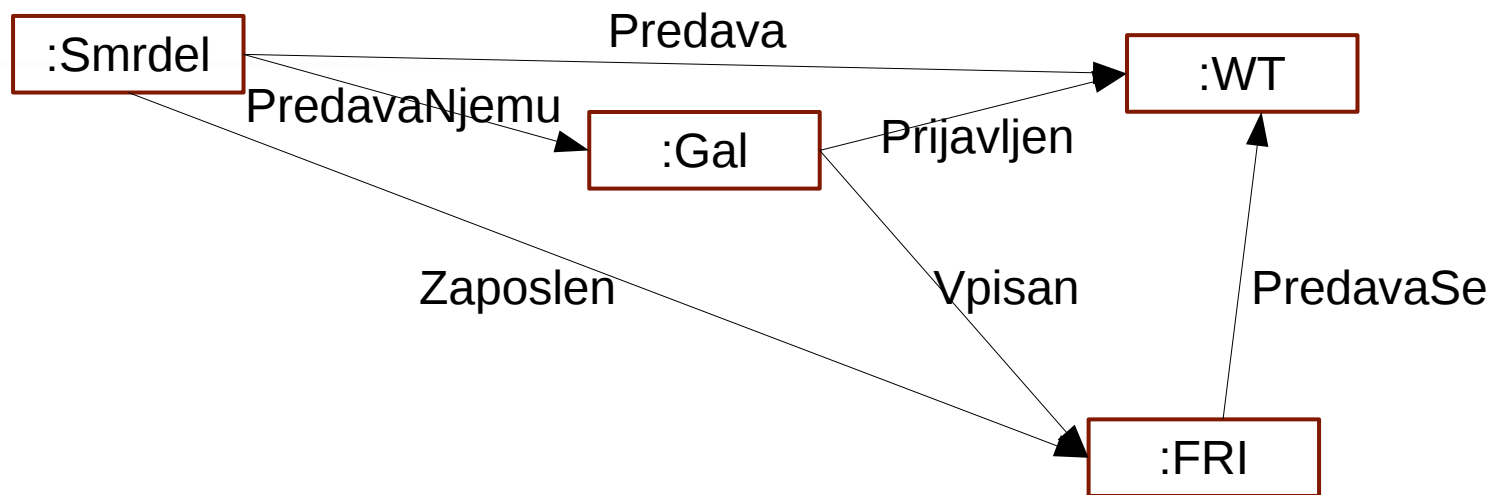 Predava
:Smrdel
:WT
PredavaNjemu
:Gal
Prijavljen
Zaposlen
Vpisan
PredavaSe
:FRI